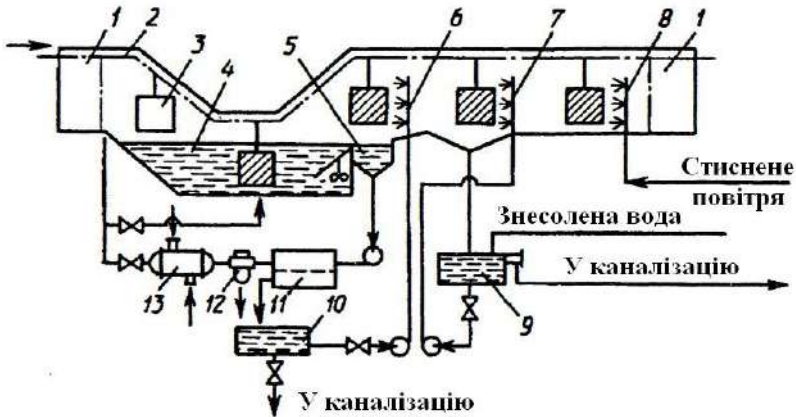 1 2 3 4 5 6 7 8 1
Стиснене
повітря
Знесолена вода
У каналізацію
13 12 11 10 9
У каналізацію